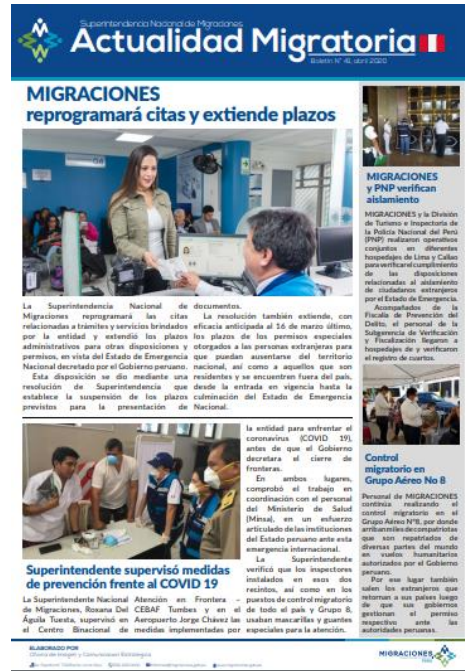 Superintendencia Nacional de Migraciones
Actualidad Migratoria
Boletín N° 41, abril 2020
MIGRACIONES
reprogramará citas y extiende plazos
La Superintendencia Nacional de
Migraciones reprogramará las citas
relacionadas a trámites y servicios brindados
por la entidad y extendió los plazos
administrativos para otras disposiciones y
permisos, en vista del Estado de Emergencia
Nacional decretado por el Gobierno peruano.
Esta disposición se dio mediante una
resolución de Superintendencia que
establece la suspensión de los plazos
previstos para la presentación de
documentos.
La resolución también extiende, con
eficacia anticipada al 16 de marzo último,
los plazos de los permisos especiales
otorgados a las personas extranjeras para
que puedan ausentarse del territorio
nacional, así como a aquellos que son
residentes y se encuentren fuera del país,
desde la entrada en vigencia hasta la
culminación del Estado de Emergencia
Nacional.
Superintendente supervisó medidas
de prevención frente al COVID 19
La Superintendente Nacional
de Migraciones, Roxana Del
Águila Tuesta, supervisó en
el Centro Binacional de
Atención en Frontera –
CEBAF Tumbes y en el
Aeropuerto Jorge Chávez las
medidas implementadas por
la entidad para enfrentar el
coronavirus (COVID 19),
antes de que el Gobierno
decretara el cierre de
fronteras.
En ambos lugares,
comprobó el trabajo en
coordinación con el personal
del Ministerio de Salud
(Minsa), en un esfuerzo
articulado de las instituciones
del Estado peruano ante esta
emergencia internacional.
La Superintendente
verificó que los inspectores
instalados en esos dos
recintos, así como en los
puestos de control migratorio
de todo el país y Grupo 8,
usaban mascarillas y guantes
especiales para la atención.
MIGRACIONES
y PNP verifican
aislamiento
MIGRACIONES y la División
de Turismo e Inspectoría de
la Policía Nacional del Perú
(PNP) realizaron operativos
conjuntos en diferentes
hospedajes de Lima y Callao
para verificar el cumplimiento
de las disposiciones
relacionadas al aislamiento
de ciudadanos extranjeros
por el Estado de Emergencia.
Acompañados de la
Fiscalía de Prevención del
Delito, el personal de la
Subgerencia de Verificación
y Fiscalización llegaron a
hospedajes de y verificaron
el registro de cuartos.
Control
migratorio en
Grupo Aéreo No 8
Personal de MIGRACIONES
continúa realizando el
control migratorio en el
Grupo Aéreo N°8, por donde
arriban miles de compatriotas
que son repatriados de
diversas partes del mundo
en vuelos humanitarios
autorizados por el Gobierno
peruano.
Por ese lugar también
salen los extranjeros que
retornan a sus países luego
de que sus gobiernos
gestionan el permiso
respectivo ante las
autoridades peruanas.
ELABORADO POR
Oficina de Imagen y Comunicación Estratégica
MIGRACIONES